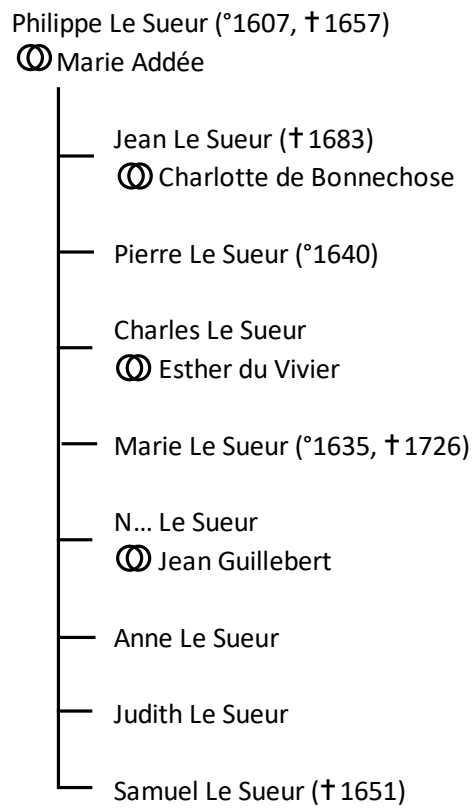 Philippe Le Sueur (°1607, †1657)
⚭ Marie Addée
Jean Le Sueur (†1683)
⚭ Charlotte de Bonnechose
Pierre Le Sueur (°1640)
Charles Le Sueur
⚭ Esther du Vivier
Marie Le Sueur (°1635, †1726)
N... Le Sueur
⚭ Jean Guillebert
Anne Le Sueur
Judith Le Sueur
Samuel Le Sueur (†1651)